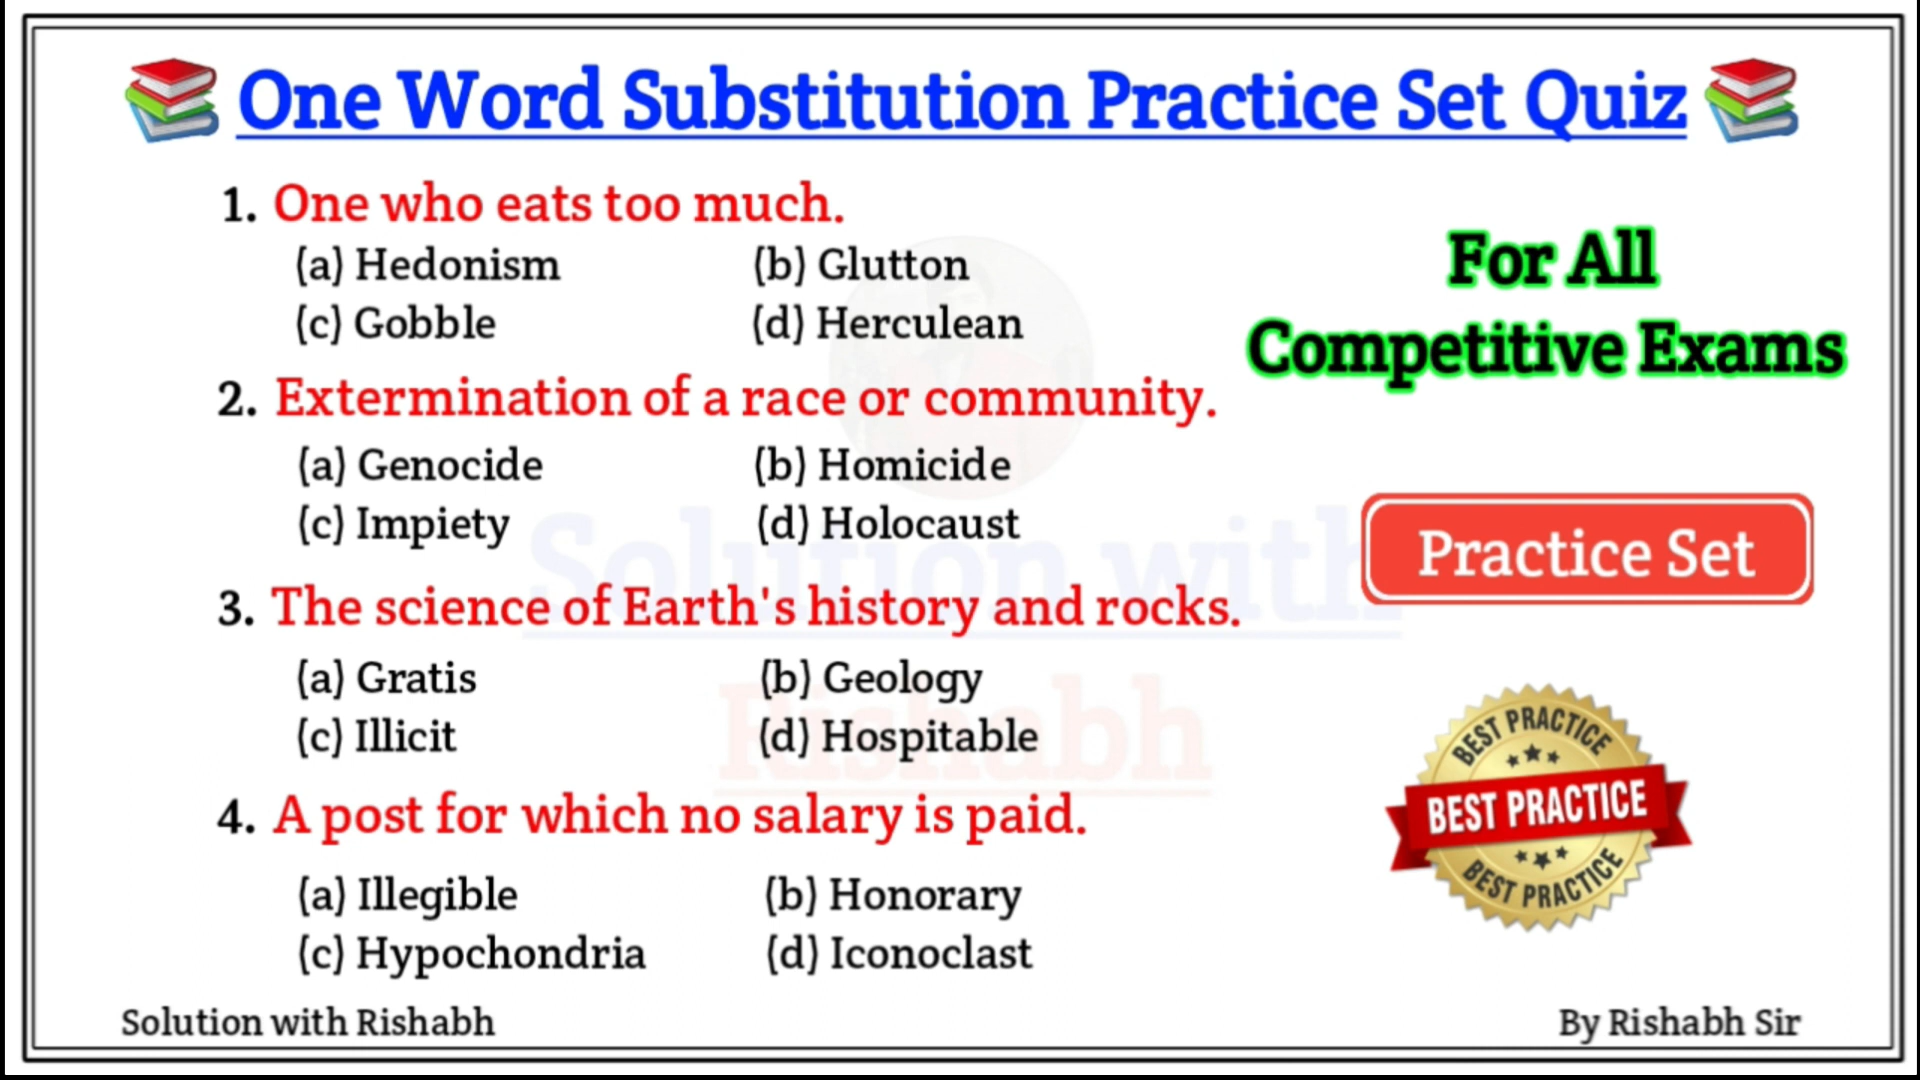 One Word Substitution Practice Set Quiz
1. One who eats too much.
(a) Hedonism (b) Glutton
(c) Gobble (d) Herculean
For All
Competitive Exams
2. Extermination of a race or community.
(a) Genocide (b) Homicide
(c) Impiety (d) Holocaust
Practice Set
3. The science of Earth's history and rocks.
(a) Gratis (b) Geology
(c) Illicit (d) Hospitable
4. A post for which no salary is paid.
(a) Illegible (b) Honorary
(c) Hypochondria (d) Iconoclast
BEST PRACTICE
BEST PRACTICE
BEST PRACTICE
Solution with
Rishabh
Solution with Rishabh
By Rishabh Sir